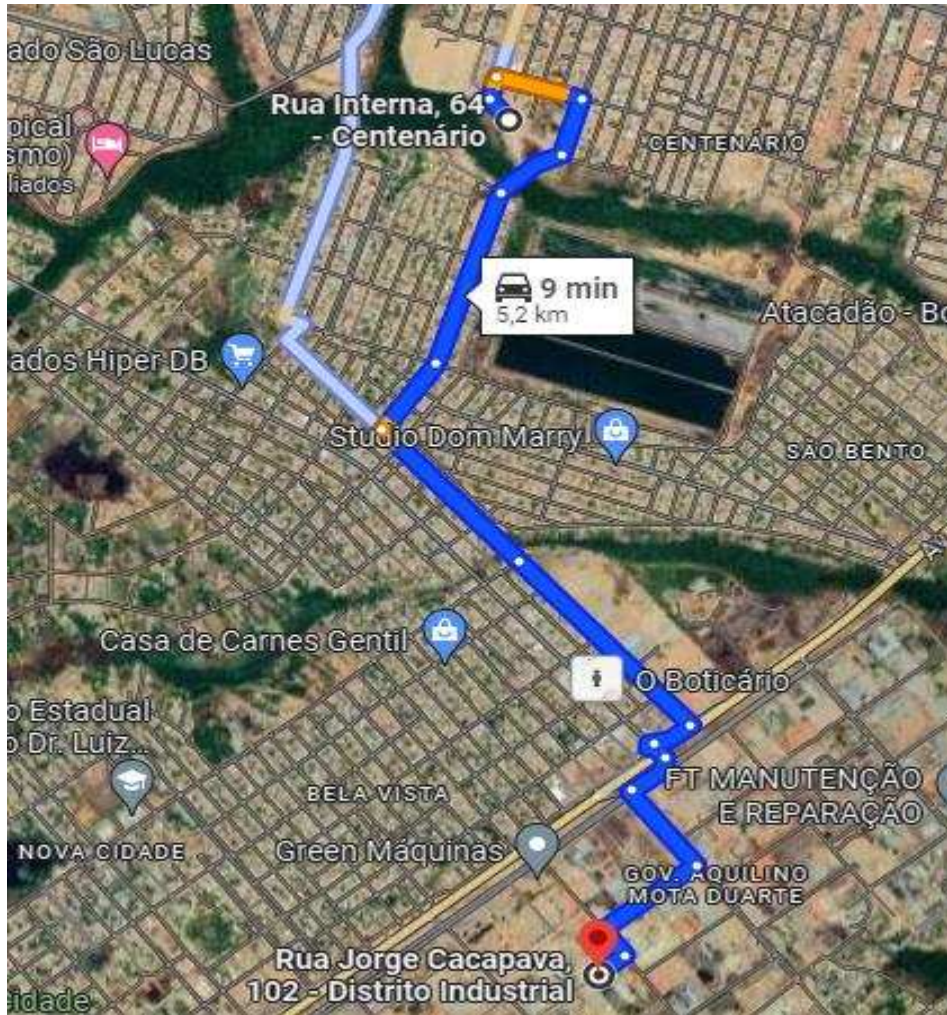 ado São Lucas
Rua Interna, 64
- Centenário
pical
smo)
liados
CENTENÁRIO
9 min
5,2 km
Atacadão - Bo
ados Hiper DB
Studio Dom Marry
SÃO BENTO
Casa de Carnes Gentil
O Boticário
o Estadual
o Dr. Luiz...
FT MANUTENÇÃO
E REPARAÇÃO
BELA VISTA
NOVA CIDADE
Green Máquinas
GOV. AQUILINO
MOTA DUARTE
Rua Jorge Cacapava,
102 - Distrito Industrial
cidade